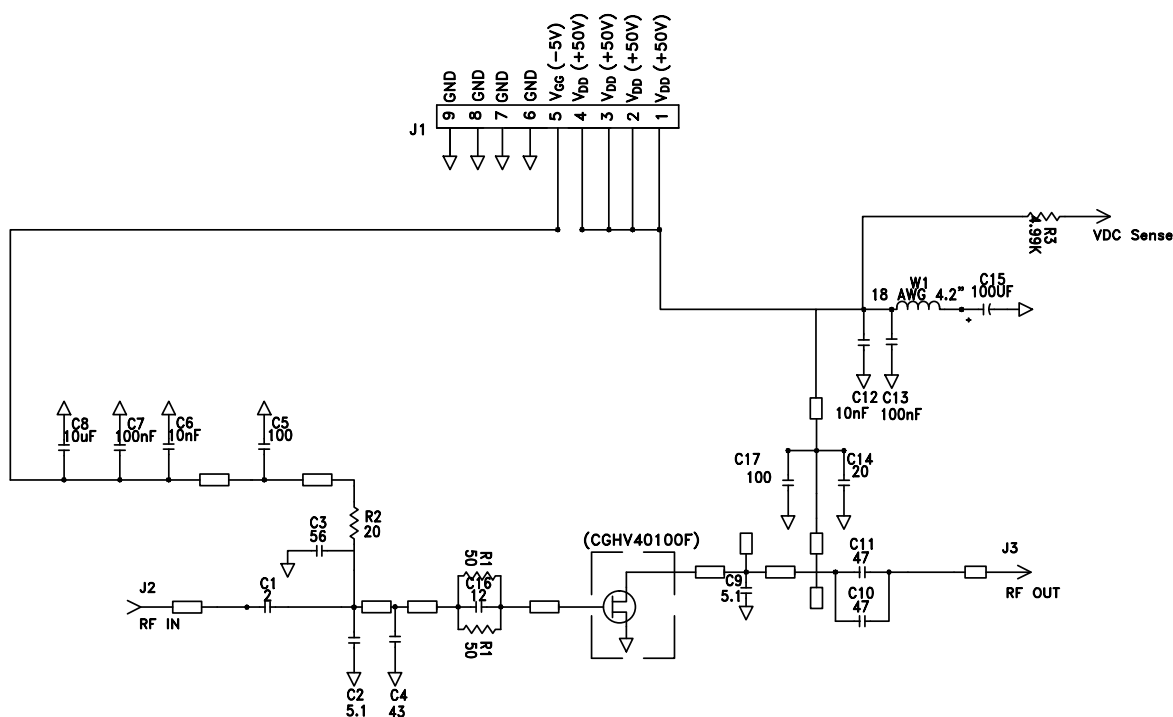 GND
GND
GND
GND
VGG (-5V)
VDD (+50V)
VDD (+50V)
VDD (+50V)
VDD (+50V)
9 8 7 6 5 4 3 2 1
J1
R3
4.99K
VDC Sense
W1
18 AWG 4.2"
C15
100UF
+
C12
10nF
C13
100nF
C8
10uF
C7
100nF
C6
10nF
C5
100
C17
100
C14
20
R2
20
C3
56
(CGHV40100F)
J2
RF IN
C1
2
R1
50
C16
12
R1
50
C9
5.1
C11
47
C10
47
J3
RF OUT
C2
5.1
C4
43